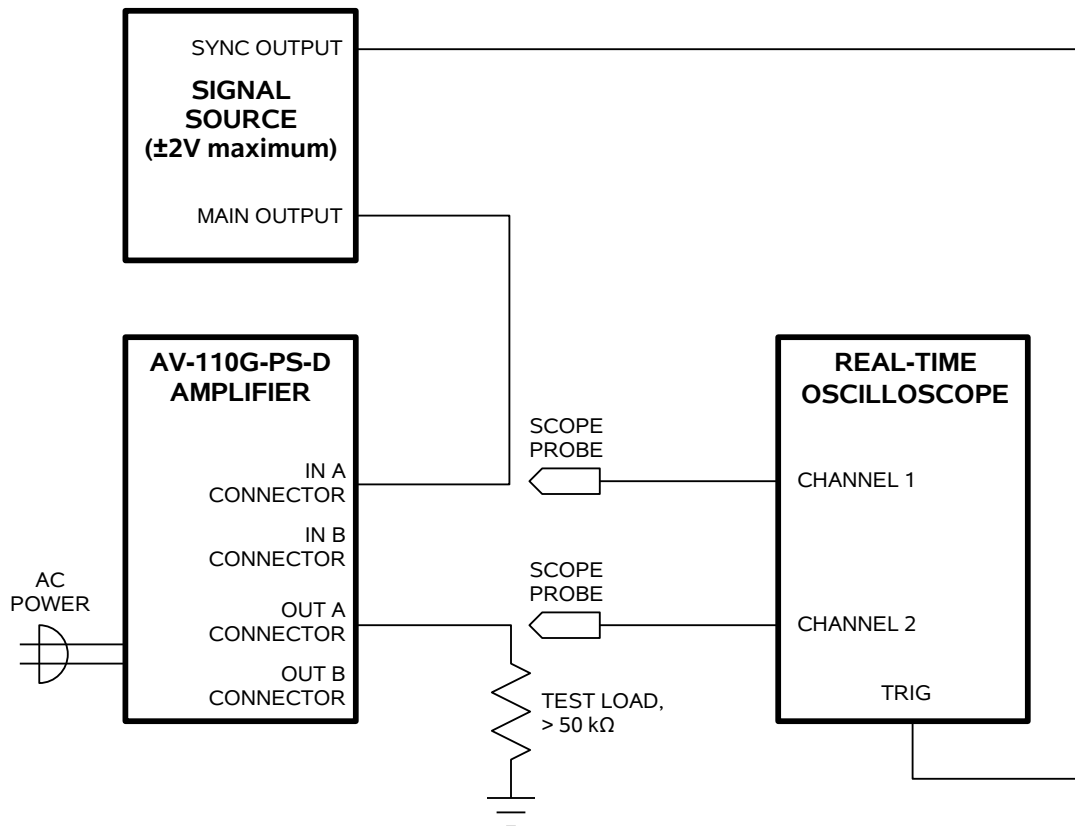 SYNC OUTPUT
SIGNAL
SOURCE
(±2V maximum)
MAIN OUTPUT
AV-110G-PS-D
AMPLIFIER
IN A
CONNECTOR
IN B
CONNECTOR
OUT A
CONNECTOR
OUT B
CONNECTOR
AC
POWER
SCOPE
PROBE
SCOPE
PROBE
TEST LOAD,
> 50 kΩ
REAL-TIME
OSCILLOSCOPE
CHANNEL 1
CHANNEL 2
TRIG